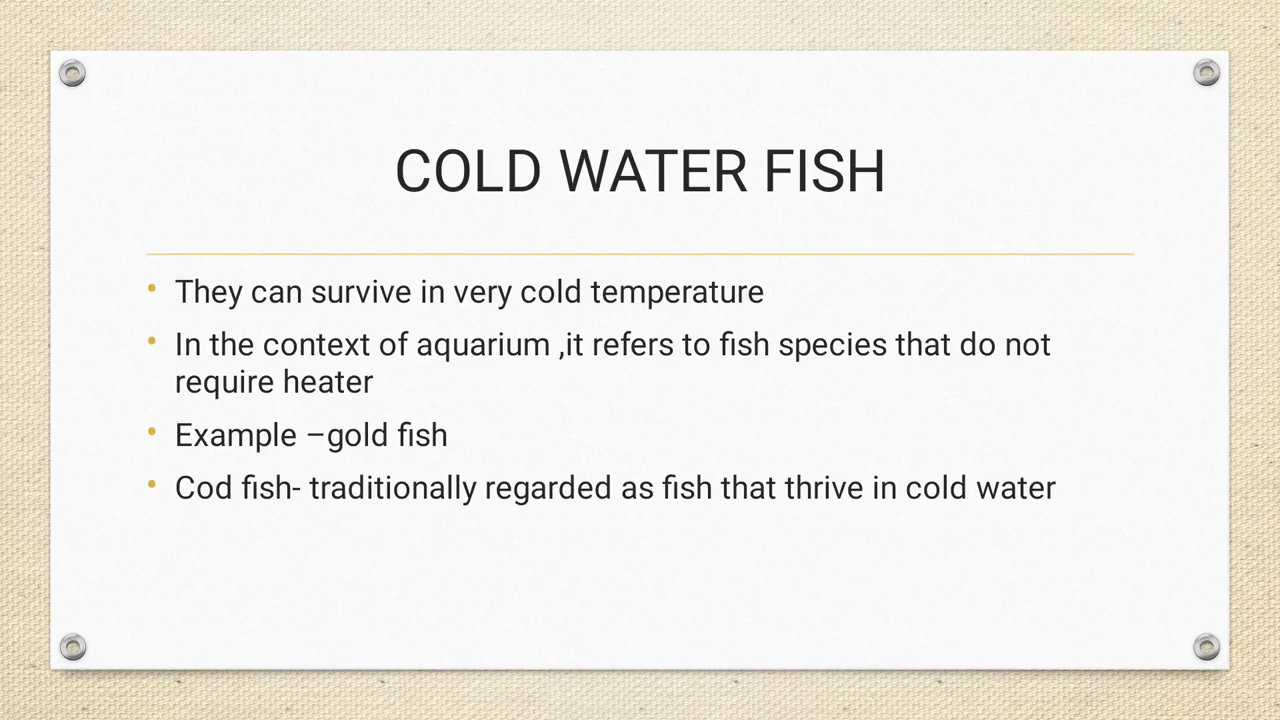 COLD WATER FISH
• They can survive in very cold temperature
• In the context of aquarium ,it refers to fish species that do not
require heater
• Example –gold fish
• Cod fish- traditionally regarded as fish that thrive in cold water